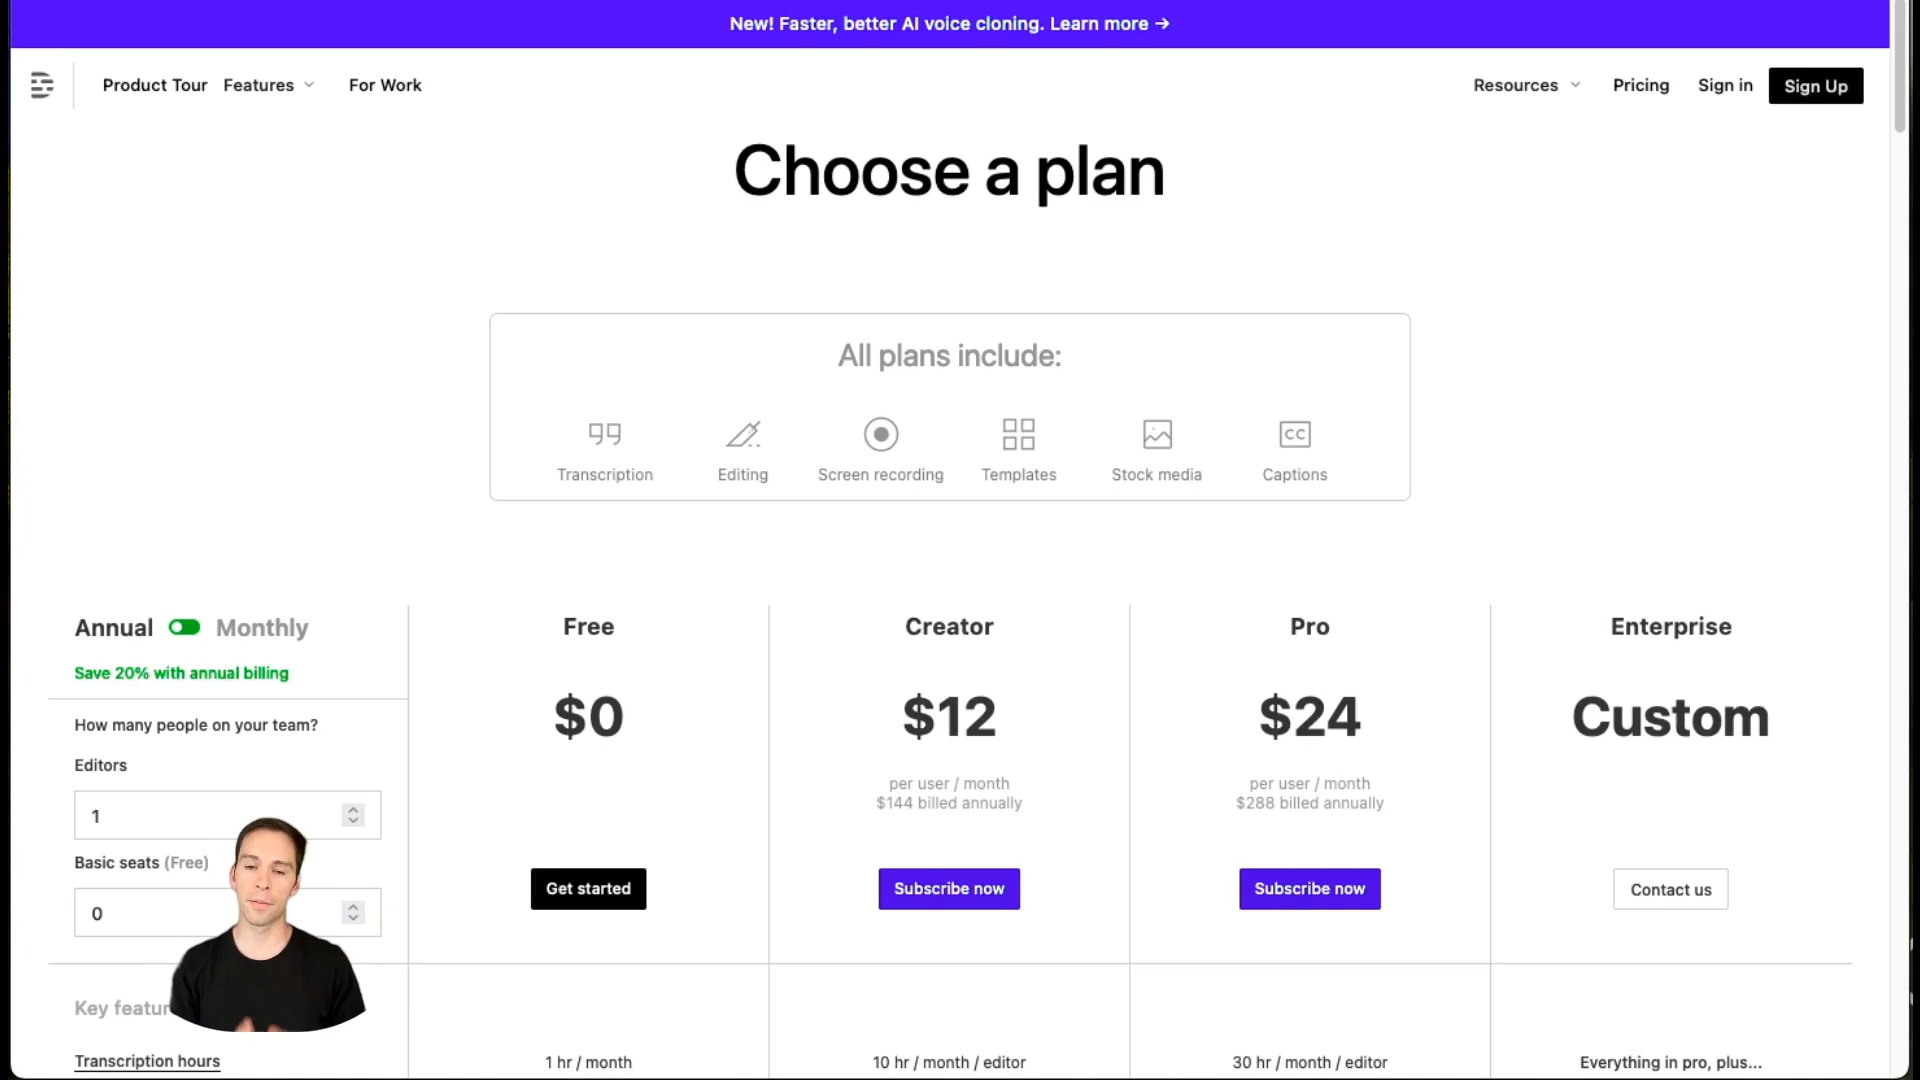 New! Faster, better AI voice cloning. Learn more →
Product Tour Features For Work Resources Pricing Sign in Sign Up
Choose a plan
All plans include:
Transcription Editing Screen recording Templates Stock media Captions
CC
Annual Monthly
Save 20% with annual billing
How many people on your team?
Editors
1
Basic seats (Free)
0
Free
$0
Get started
Creator
$12
per user / month
$144 billed annually
Subscribe now
Pro
$24
per user / month
$288 billed annually
Subscribe now
Enterprise
Custom
Contact us
Key featur
Transcription hours 1 hr / month 10 hr / month / editor 30 hr / month / editor Everything in pro, plus...